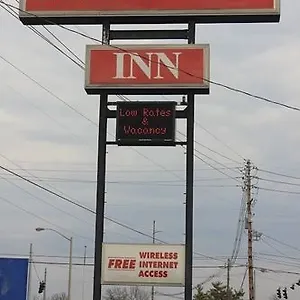 INN
Low Rates
&
Vacancy
FREE WIRELESS
INTERNET
ACCESS